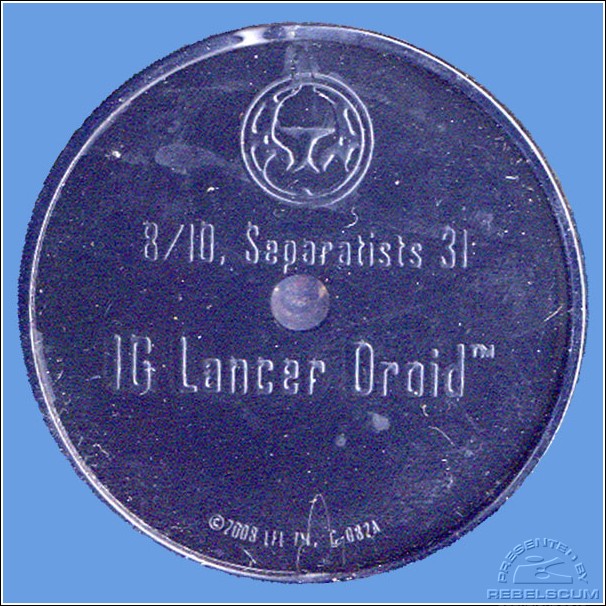 8/10, Separatists 31
IG Lancer Droid™
©2008 LFL TM. C-082A
PRESENTED BY
REBELSCUM